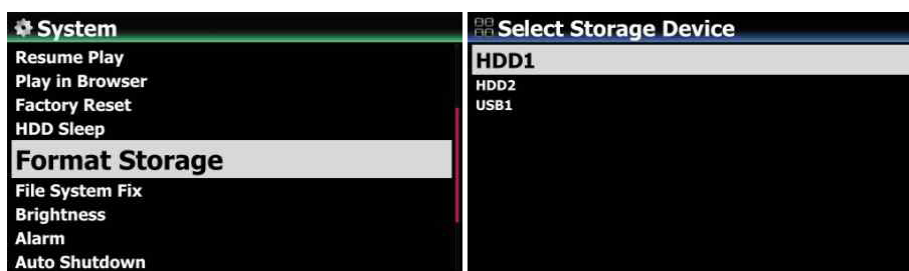 System
Resume Play
Play in Browser
Factory Reset
HDD Sleep
Format Storage
File System Fix
Brightness
Alarm
Auto Shutdown
Select Storage Device
HDD1
HDD2
USB1